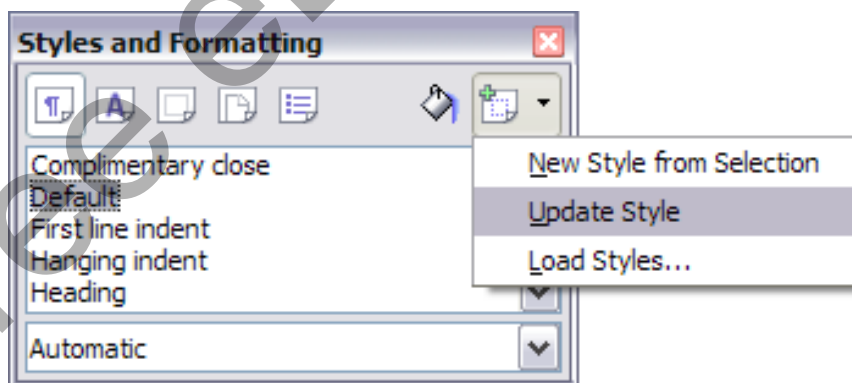 Styles and Formatting
Complimentary close
Default
First line indent
Hanging indent
Heading
Automatic
New Style from Selection
Update Style
Load Styles...